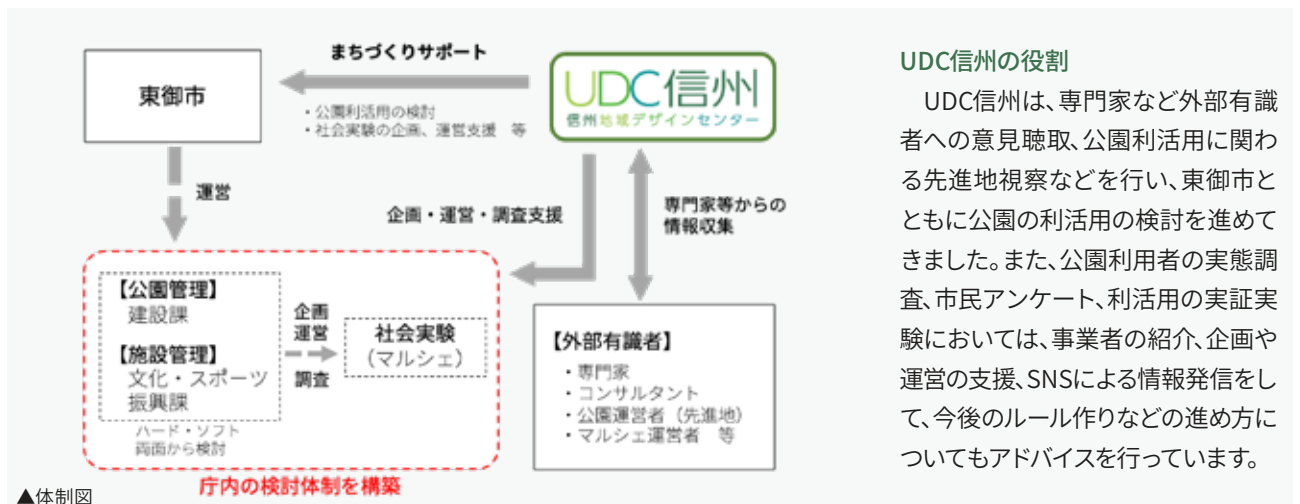 まちづくりサポート
東御市
UDC信州
信州地域デザインセンター
・公園利活用の検討
・社会実験の企画、運営支援　等
運営
企画・運営・調査支援
専門家等からの
情報収集
【公園管理】
建設課
【施設管理】
文化・スポーツ
振興課
ハード・ソフト
両面から検討
企画
運営
調査
社会実験
（マルシェ）
【外部有識者】
・専門家
・コンサルタント
・公園運営者（先進地）
・マルシェ運営者　等
庁内の検討体制を構築
▲体制図
UDC信州の役割
　UDC信州は、専門家など外部有識
者への意見聴取、公園利活用に関わ
る先進地視察などを行い、東御市と
ともに公園の利活用の検討を進めて
きました。また、公園利用者の実態調
査、市民アンケート、利活用の実証実
験においては、事業者の紹介、企画や
運営の支援、SNSによる情報発信をし
て、今後のルール作りなどの進め方に
ついてもアドバイスを行っています。